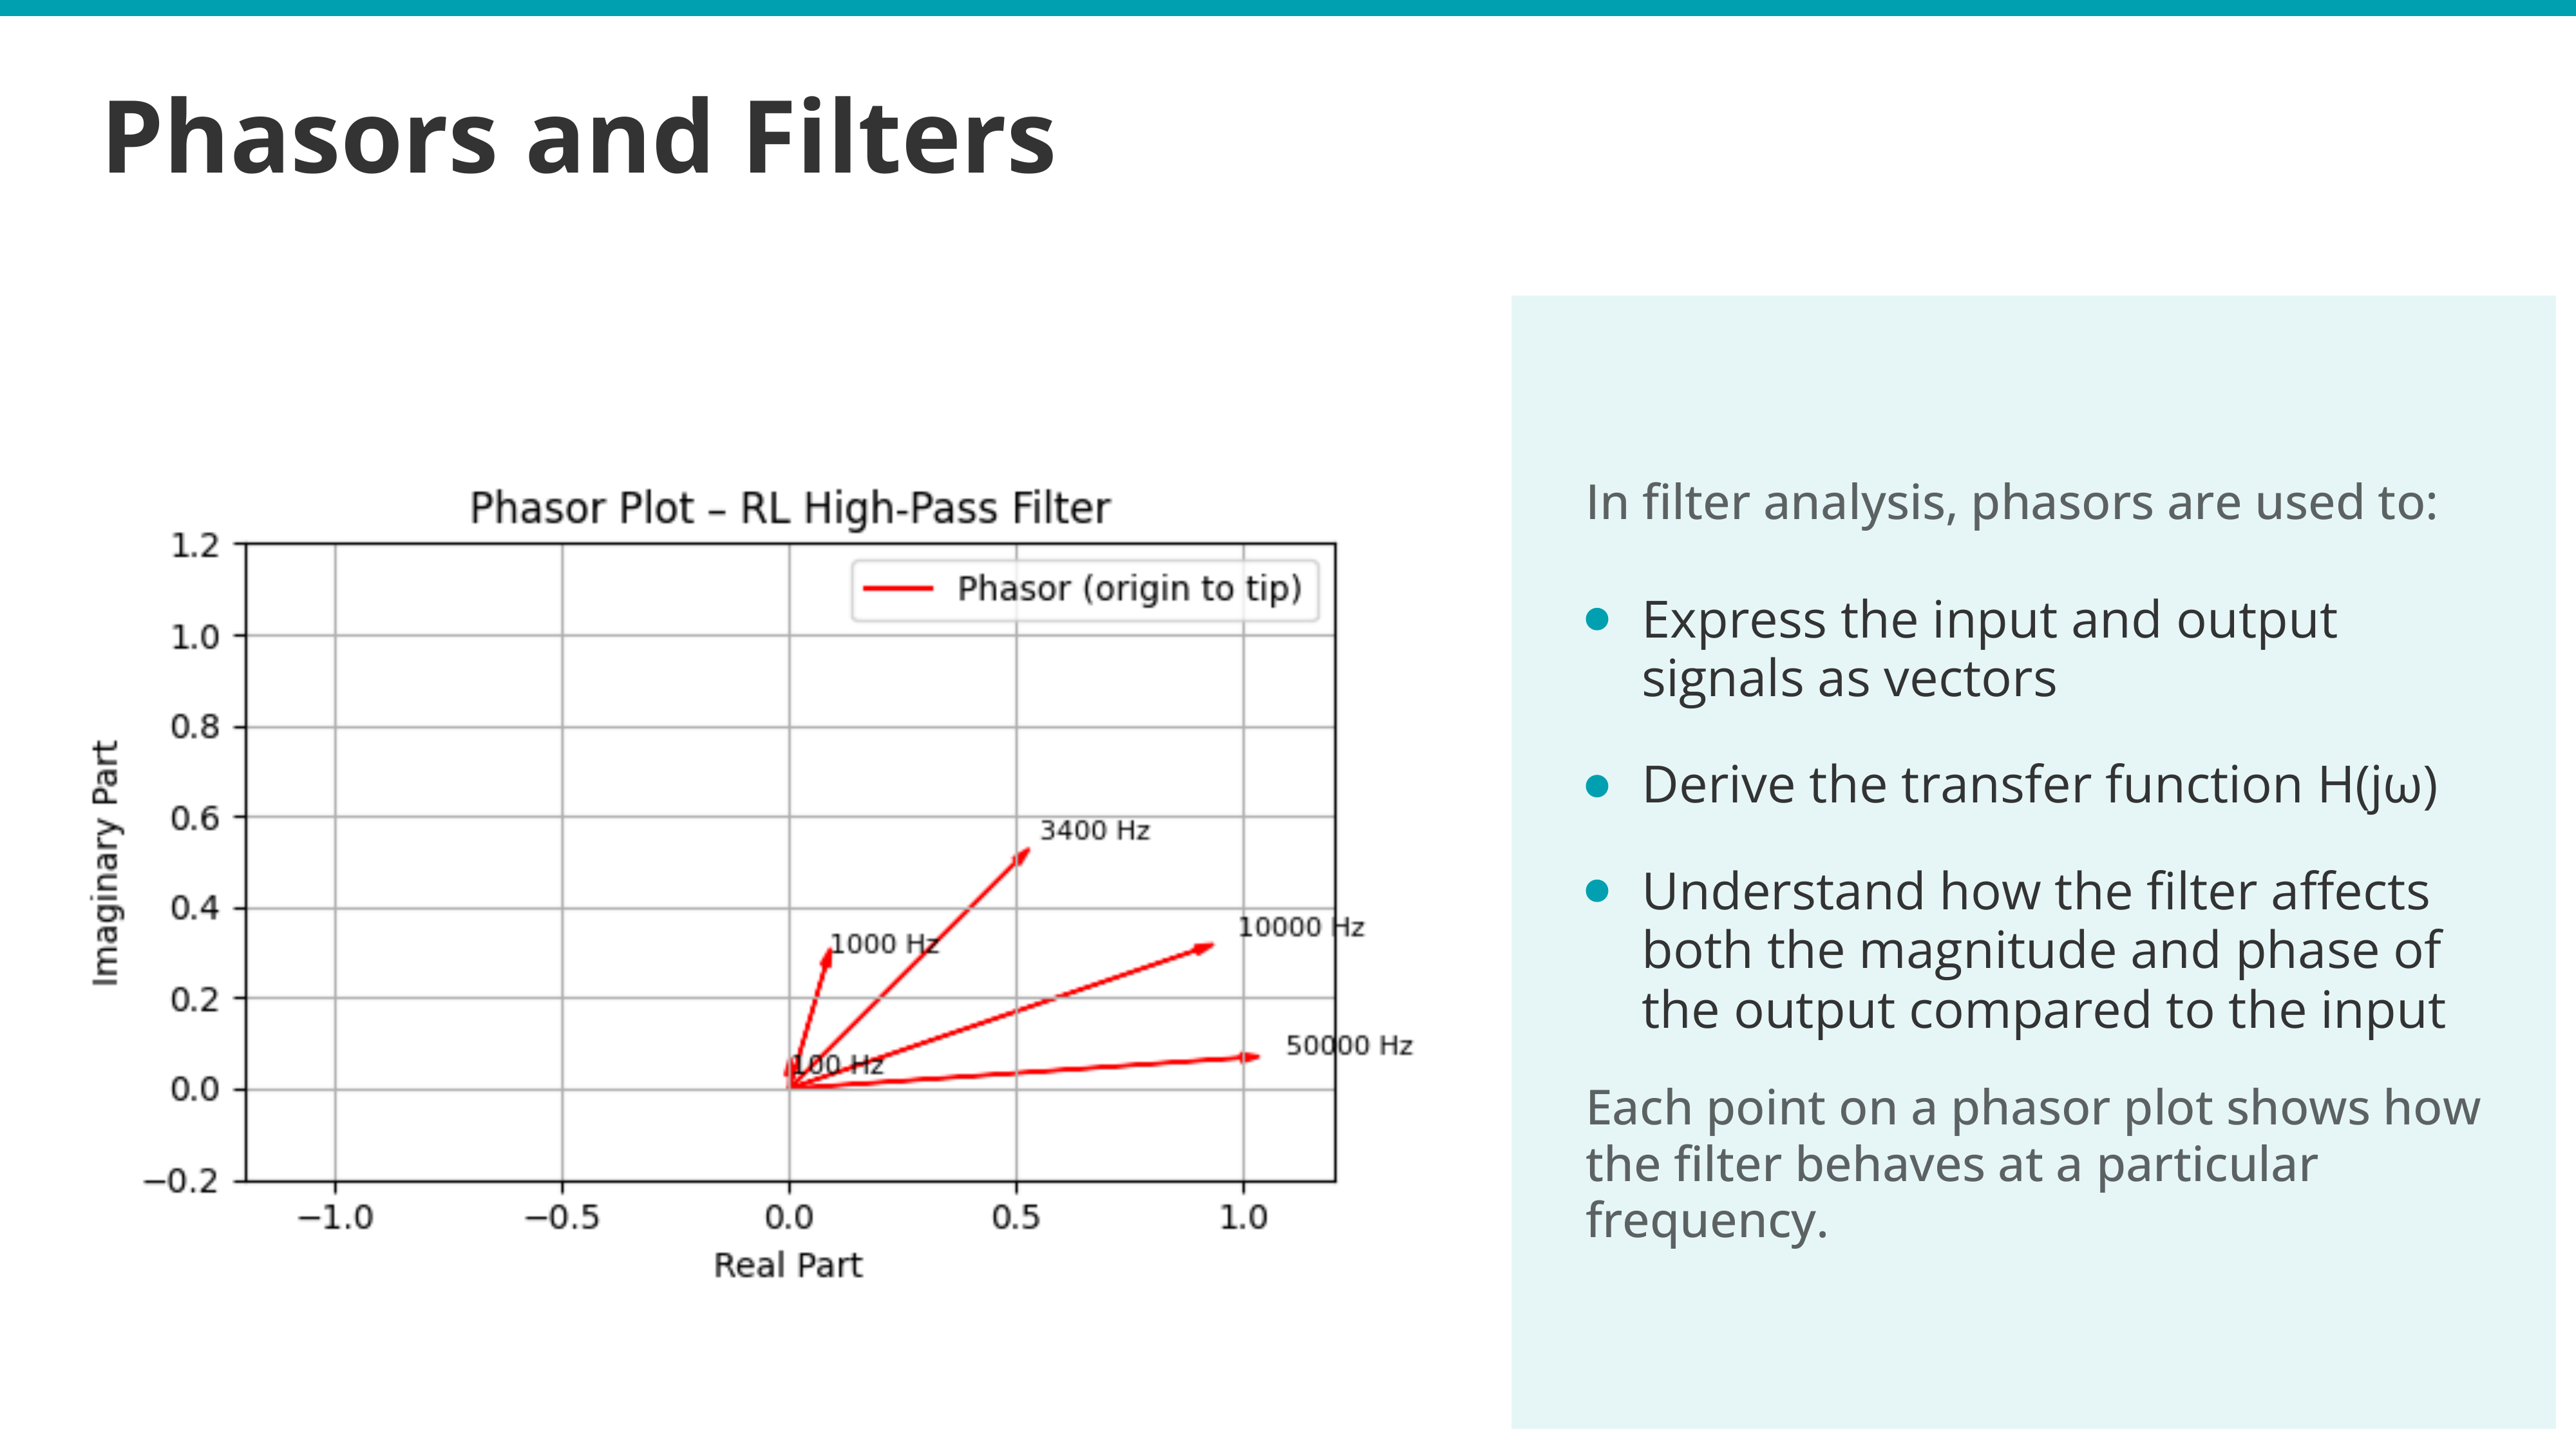 Phasors and Filters
Phasor Plot – RL High-Pass Filter
1.2
1.0
0.8
0.6
0.4
0.2
0.0
−0.2
Imaginary Part
Phasor (origin to tip)
3400 Hz
10000 Hz
1000 Hz
50000 Hz
100 Hz
−1.0 −0.5 0.0 0.5 1.0
Real Part
In filter analysis, phasors are used to:
Express the input and output
signals as vectors
Derive the transfer function H(jω)
Understand how the filter affects
both the magnitude and phase of
the output compared to the input
Each point on a phasor plot shows how
the filter behaves at a particular
frequency.